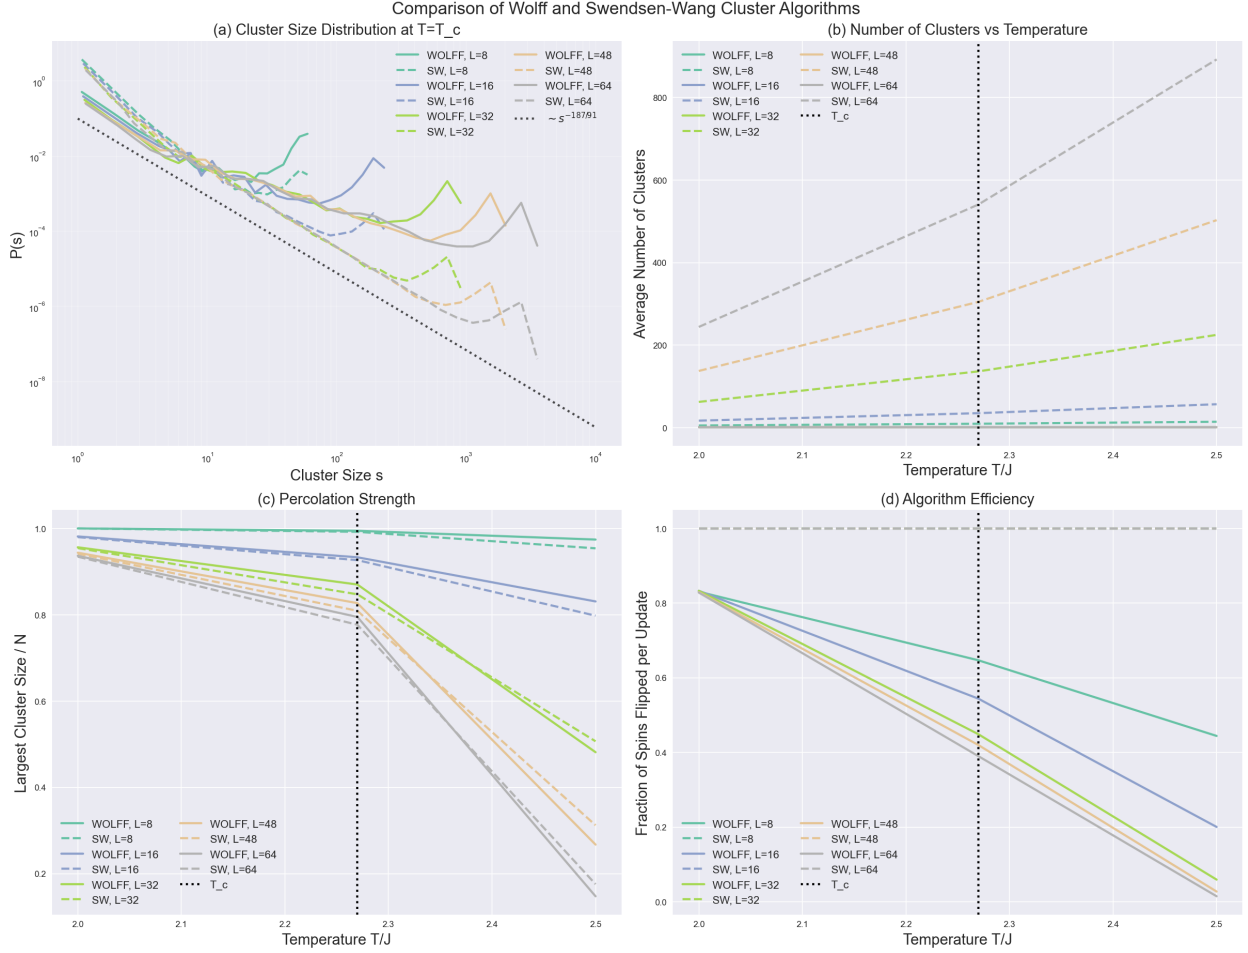 Comparison of Wolff and Swendsen-Wang Cluster Algorithms
(a) Cluster Size Distribution at T=T_c
P(s)
10^0
10^−2
10^−4
10^−6
10^−8
WOLFF, L=8
SW, L=8
WOLFF, L=16
SW, L=16
WOLFF, L=32
SW, L=32
WOLFF, L=48
SW, L=48
WOLFF, L=64
SW, L=64
~ s^−187/91
10^0 10^1 10^2 10^3 10^4
Cluster Size s
(b) Number of Clusters vs Temperature
Average Number of Clusters
800
600
400
200
0
WOLFF, L=8
SW, L=8
WOLFF, L=16
SW, L=16
WOLFF, L=32
SW, L=32
WOLFF, L=48
SW, L=48
WOLFF, L=64
SW, L=64
T_c
2.0 2.1 2.2 2.3 2.4 2.5
Temperature T/J
(c) Percolation Strength
Largest Cluster Size / N
1.0
0.8
0.6
0.4
0.2
WOLFF, L=8
SW, L=8
WOLFF, L=16
SW, L=16
WOLFF, L=32
SW, L=32
WOLFF, L=48
SW, L=48
WOLFF, L=64
SW, L=64
T_c
2.0 2.1 2.2 2.3 2.4 2.5
Temperature T/J
(d) Algorithm Efficiency
Fraction of Spins Flipped per Update
1.0
0.8
0.6
0.4
0.2
0.0
WOLFF, L=8
SW, L=8
WOLFF, L=16
SW, L=16
WOLFF, L=32
SW, L=32
WOLFF, L=48
SW, L=48
WOLFF, L=64
SW, L=64
T_c
2.0 2.1 2.2 2.3 2.4 2.5
Temperature T/J